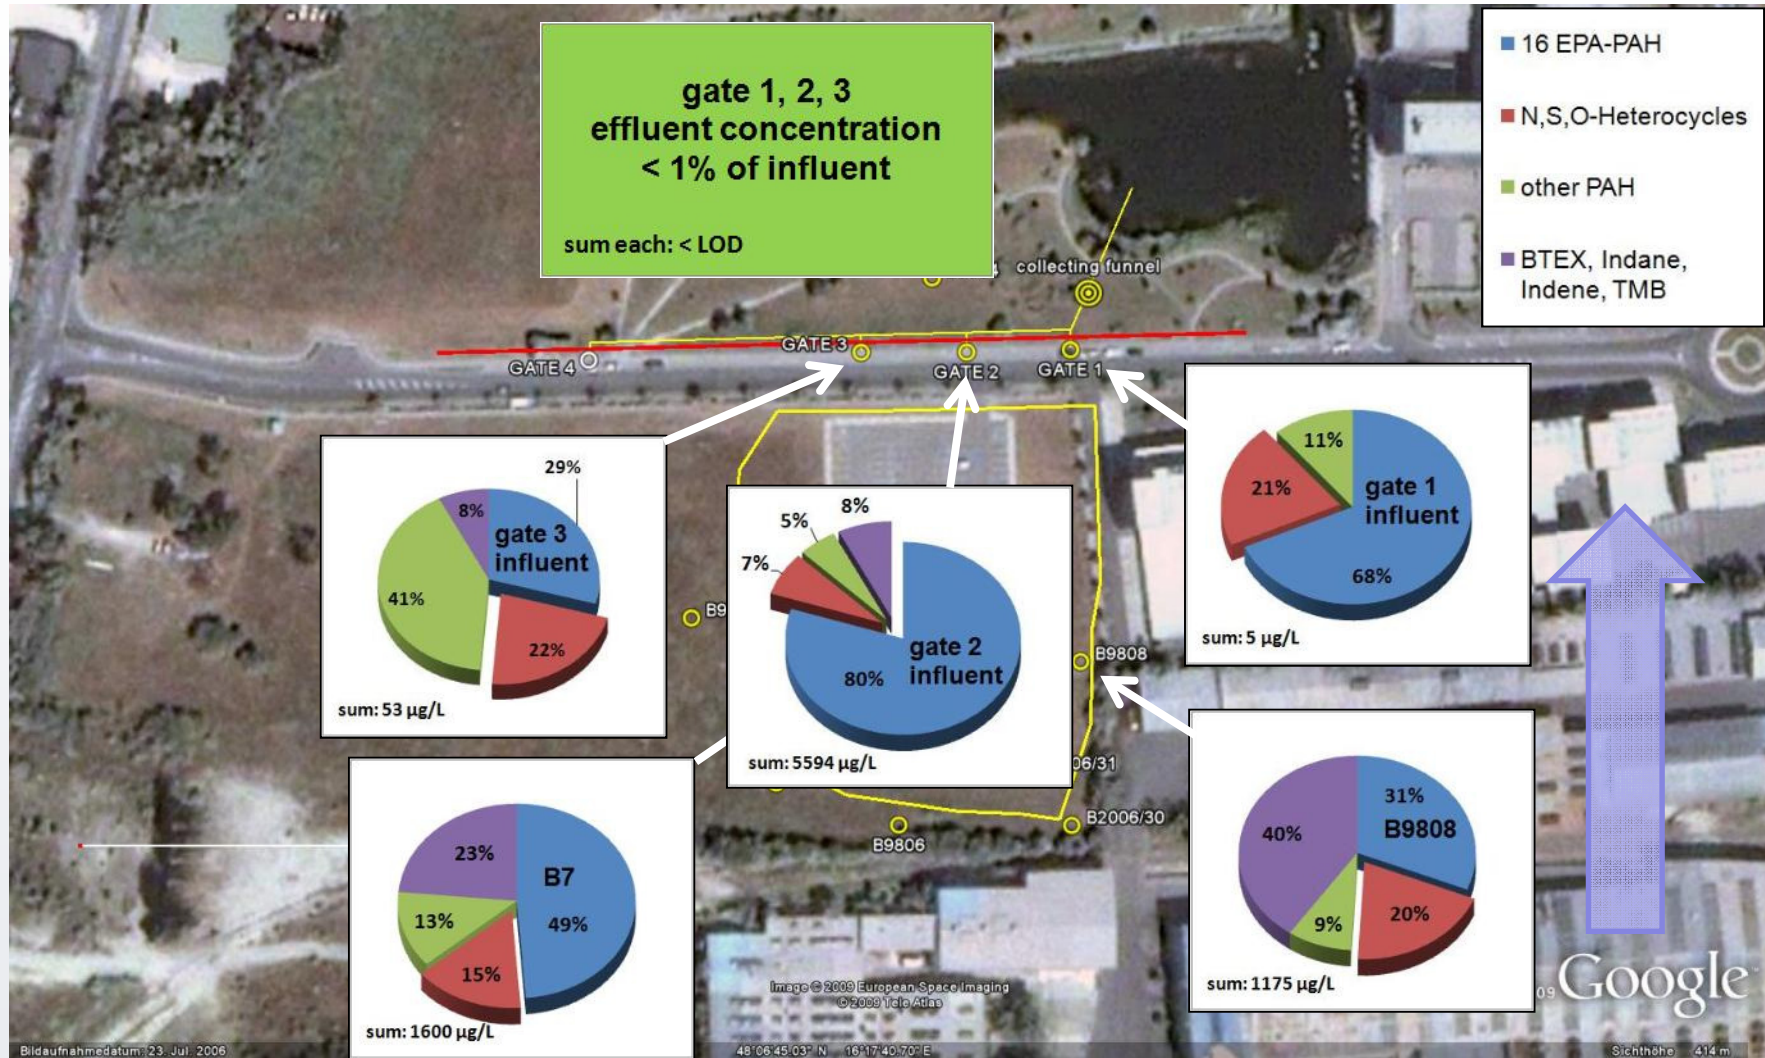 gate 1, 2, 3
effluent concentration
< 1% of influent
sum each: < LOD
16 EPA-PAH
N,S,O-Heterocycles
other PAH
BTEX, Indane,
Indene, TMB
collecting funnel
GATE 4
GATE 3
GATE 2
GATE 1
29%
8%
gate 3
influent
41%
22%
sum: 53 µg/L
8%
5%
7%
gate 2
influent
80%
sum: 5594 µg/L
11%
21%
gate 1
influent
68%
sum: 5 µg/L
B9808
B2006/30
B9806
23%
B7
13%
49%
15%
sum: 1600 µg/L
31%
B9808
40%
20%
9%
sum: 1175 µg/L
Image © 2009 European Space Imaging
© 2009 Tele Atlas
Google
Bildaufnahmedatum: 23. Jul. 2006
48°06'45.03" N 16°17'40.70" E
Sichthöhe 414 m